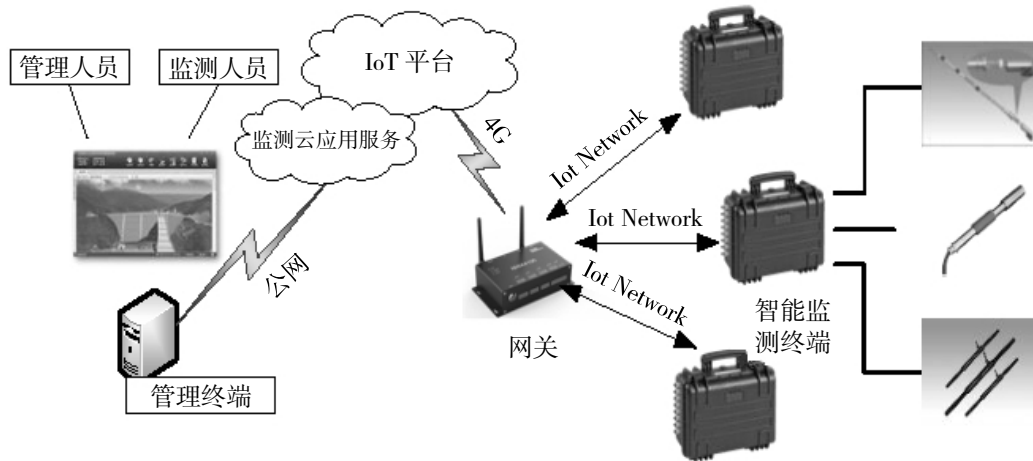 管理人员
监测人员
IoT 平台
监测云应用服务
4G
公网
管理终端
网关
Iot Network
Iot Network
Iot Network
智能监
测终端